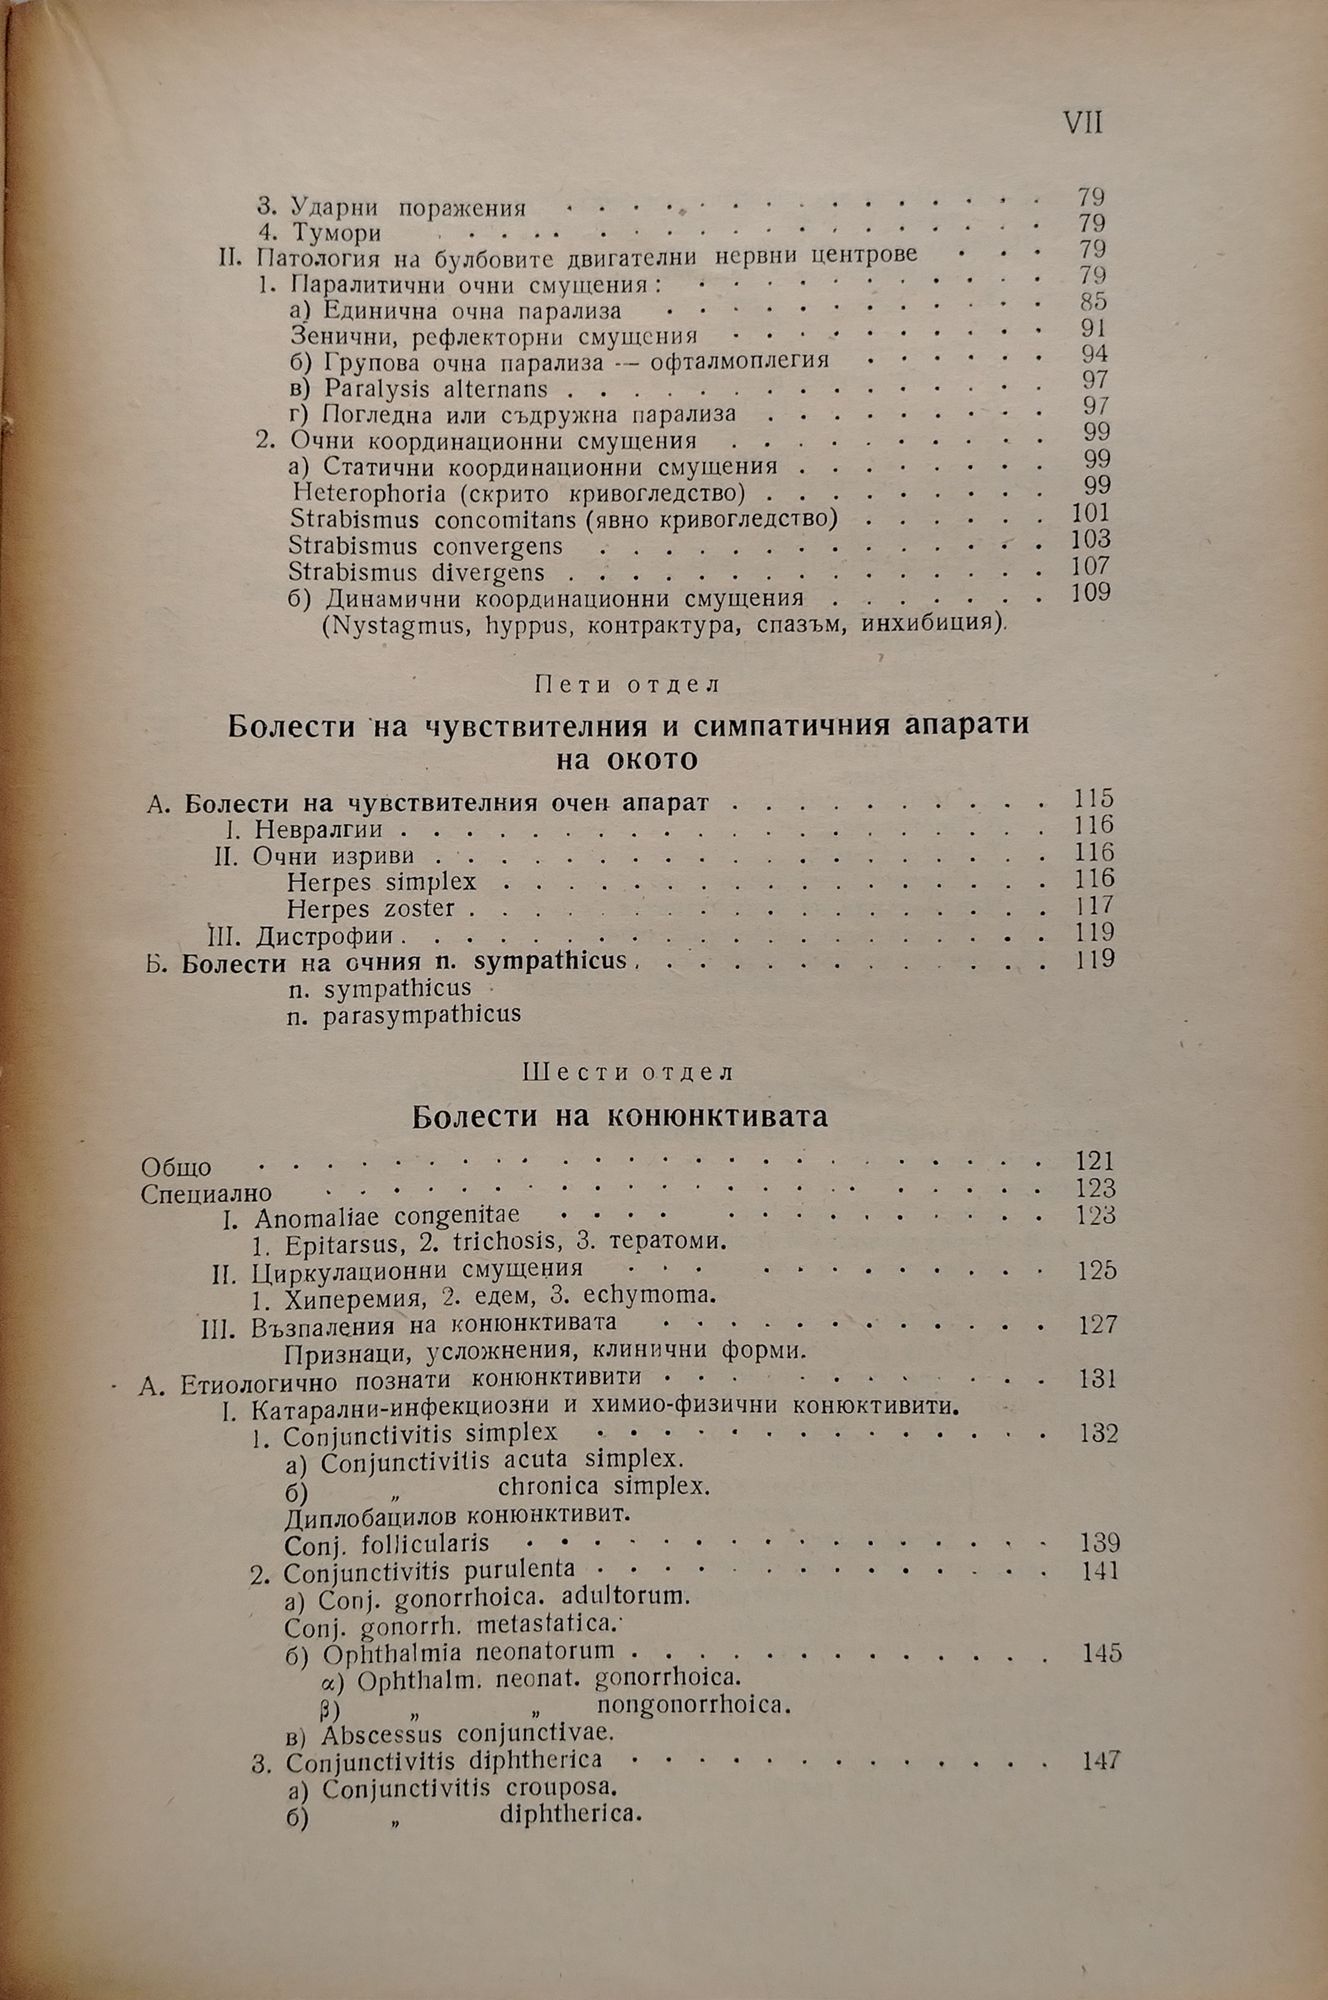 VII
3. Ударни поражения . . . . . . . . . . . . . . . 79
4. Тумори . . . . . . . . . . . . . . . . . . 79
II. Патология на булбовите двигателни нервни центрове . . . 79
1. Паралитични очни смущения : . . . . . . . . . . . 79
а) Единична очна парализа . . . . . . . . . . . . 85
Зенични, рефлекторни смущения . . . . . . . . . . 91
б) Групова очна парализа — офталмоплегия . . . . . . 94
в) Paralysis alternans . . . . . . . . . . . . . . . 97
г) Погледна или съдружна парализа . . . . . . . . . 97
2. Очни координационни смущения . . . . . . . . . . 99
а) Статични координационни смущения . . . . . . . . 99
Heterophoria (скрито кривогледство) . . . . . . . . . 99
Strabismus concomitans (явно кривогледство) . . . . . . 101
Strabismus convergens . . . . . . . . . . . . . . 103
Strabismus divergens . . . . . . . . . . . . . . . 107
б) Динамични координационни смущения . . . . . . . 109
(Nystagmus, hyppus, контрактура, спазъм, инхибиция).
Пети отдел
Болести на чувствителния и симпатичния апарати
на окото
А. Болести на чувствителния очен апарат . . . . . . . . . . 115
I. Невралгии . . . . . . . . . . . . . . . . . . . . 116
II. Очни изриви . . . . . . . . . . . . . . . . . . . 116
Herpes simplex . . . . . . . . . . . . . . . . . 116
Herpes zoster . . . . . . . . . . . . . . . . . . 117
III. Дистрофии . . . . . . . . . . . . . . . . . . . . 119
Б. Болести на очния n. sympathicus . . . . . . . . . . . . . 119
n. sympathicus
n. parasympathicus
Шести отдел
Болести на конюнктивата
Общо . . . . . . . . . . . . . . . . . . . . . . . . 121
Специално . . . . . . . . . . . . . . . . . . . . . . 123
I. Anomaliae congenitae . . . . . . . . . . . . . . 123
1. Epitarsus, 2. trichosis, 3. тератоми.
II. Циркулационни смущения . . . . . . . . . . . . 125
1. Хиперемия, 2. едем, 3. echymoma.
III. Възпаления на конюнктивата . . . . . . . . . . . . 127
Признаци, усложнения, клинични форми.
А. Етиологично познати конюнктивити . . . . . . . . . . . 131
I. Катарални-инфекциозни и химио-физични конюктивити.
1. Conjunctivitis simplex . . . . . . . . . . . . . . 132
а) Conjunctivitis acuta simplex.
б) „ chronica simplex.
Диплобацилов конюнктивит.
Conj. follicularis . . . . . . . . . . . . . . . . 139
2. Conjunctivitis purulenta . . . . . . . . . . . . . . 141
а) Conj. gonorrhoica. adultorum.
Conj. gonorrh. metastatica.
б) Ophthalmia neonatorum . . . . . . . . . . . . . 145
α) Ophthalm. neonat. gonorrhoica.
β) „ „ nongonorrhoica.
в) Abscessus conjunctivae.
3. Conjunctivitis diphtherica . . . . . . . . . . . . . 147
а) Conjunctivitis crouposa.
б) „ diphtherica.